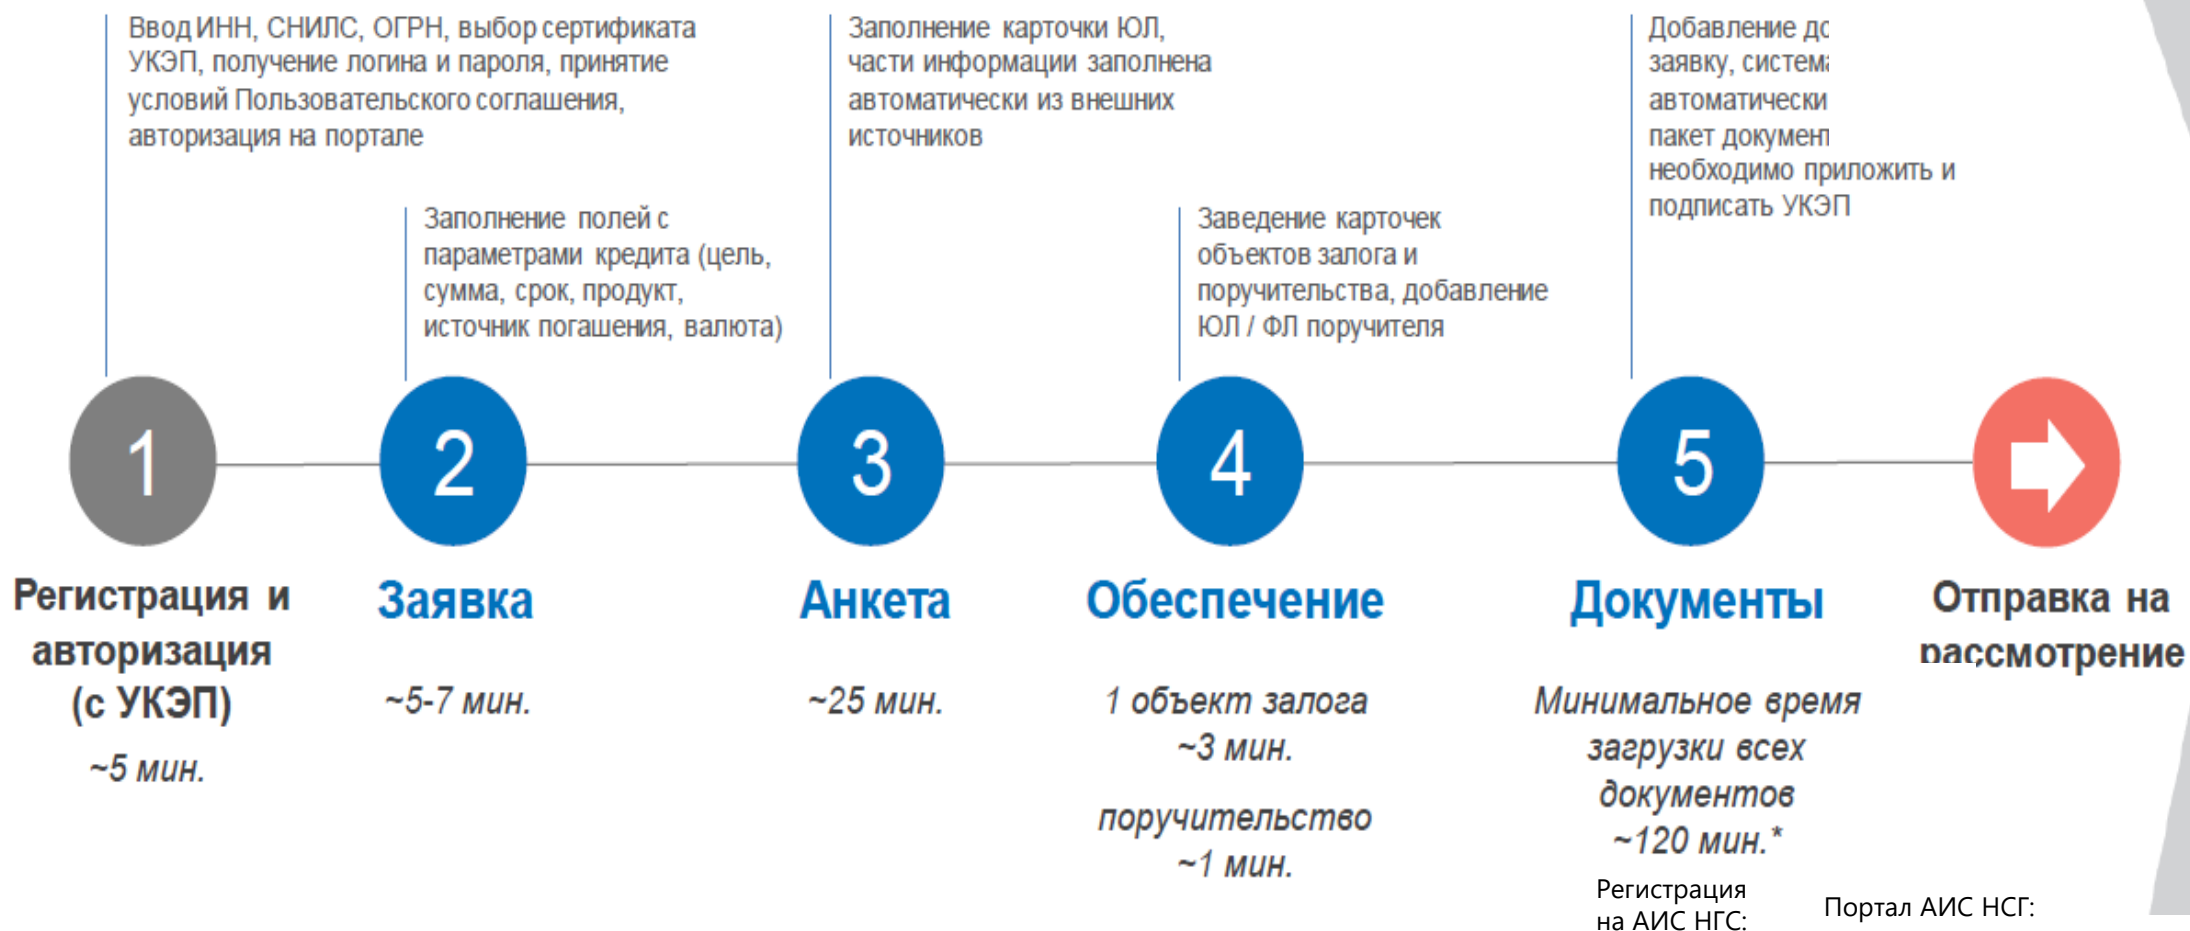 Ввод ИНН, СНИЛС, ОГРН, выбор сертификата
УКЭП, получение логина и пароля, принятие
условий Пользовательского соглашения,
авторизация на портале
Заполнение полей с
параметрами кредита (цель,
сумма, срок, продукт,
источник погашения, валюта)
Заполнение карточки ЮЛ,
части информации заполнена
автоматически из внешних
источников
Заведение карточек
объектов залога и
поручительства, добавление
ЮЛ / ФЛ поручителя
Добавление
заявку,
автоматически
пакет
необходимо приложить и
подписать УКЭП
1
2
3
4
5
Регистрация и
авторизация
(с УКЭП)
~5 мин.
Заявка
~5-7 мин.
Анкета
~25 мин.
Обеспечение
1 объект залога
~3 мин.
поручительство
~1 мин.
Документы
Минимальное время
загрузки всех
документов
~120 мин.*
Отправка на
рассмотрение
Регистрация
на АИС НГС:
Портал АИС НСГ: